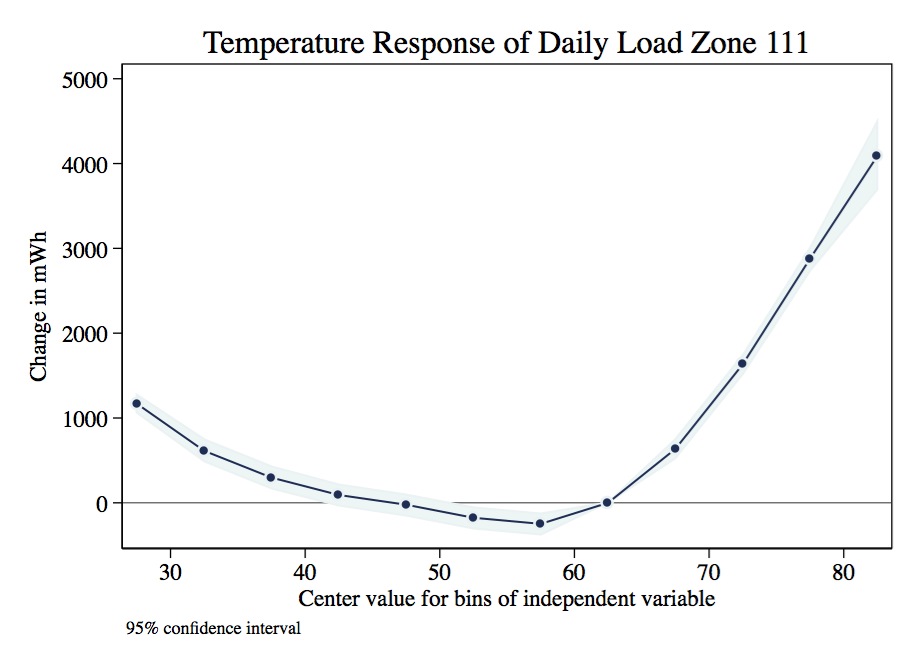 Temperature Response of Daily Load Zone 111
5000
4000
3000
2000
1000
0
Change in mWh
30 40 50 60 70 80
Center value for bins of independent variable
95% confidence interval